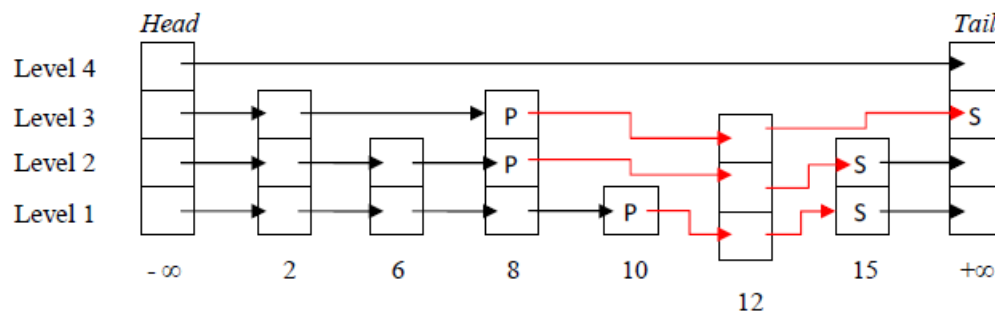 Head Tail
Level 4
Level 3 P S
Level 2 P S
Level 1 P S
- ∞ 2 6 8 10 15 +∞
12